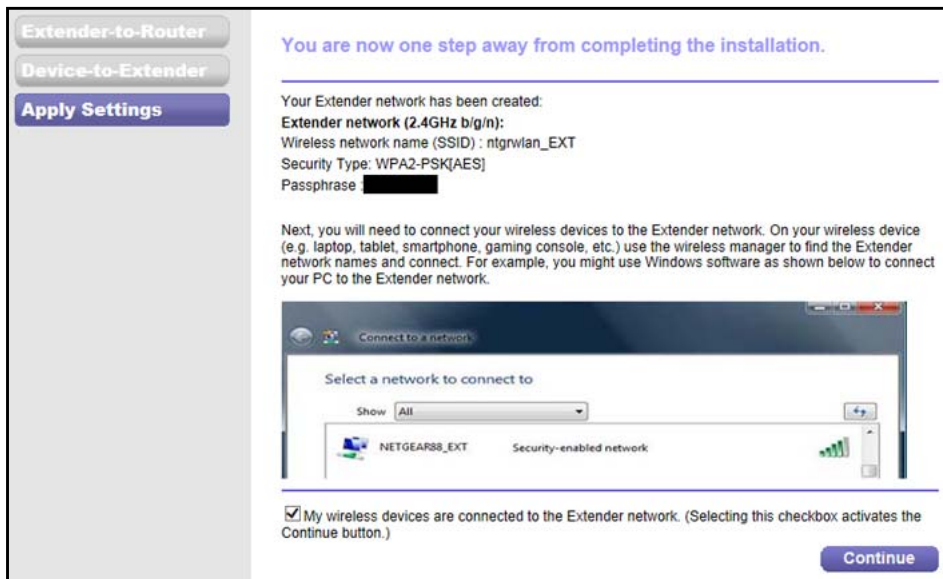 Extender-to-Router
Device-to-Extender
Apply Settings
You are now one step away from completing the installation.
Your Extender network has been created:
Extender network (2.4GHz b/g/n):
Wireless network name (SSID) : ntgrwlan_EXT
Security Type: WPA2-PSK[AES]
Passphrase :
Next, you will need to connect your wireless devices to the Extender network. On your wireless device
(e.g. laptop, tablet, smartphone, gaming console, etc.) use the wireless manager to find the Extender
network names and connect. For example, you might use Windows software as shown below to connect
your PC to the Extender network.
Connect to a network
Select a network to connect to
Show All
NETGEAR88_EXT Security-enabled network
My wireless devices are connected to the Extender network. (Selecting this checkbox activates the
Continue button.)
Continue